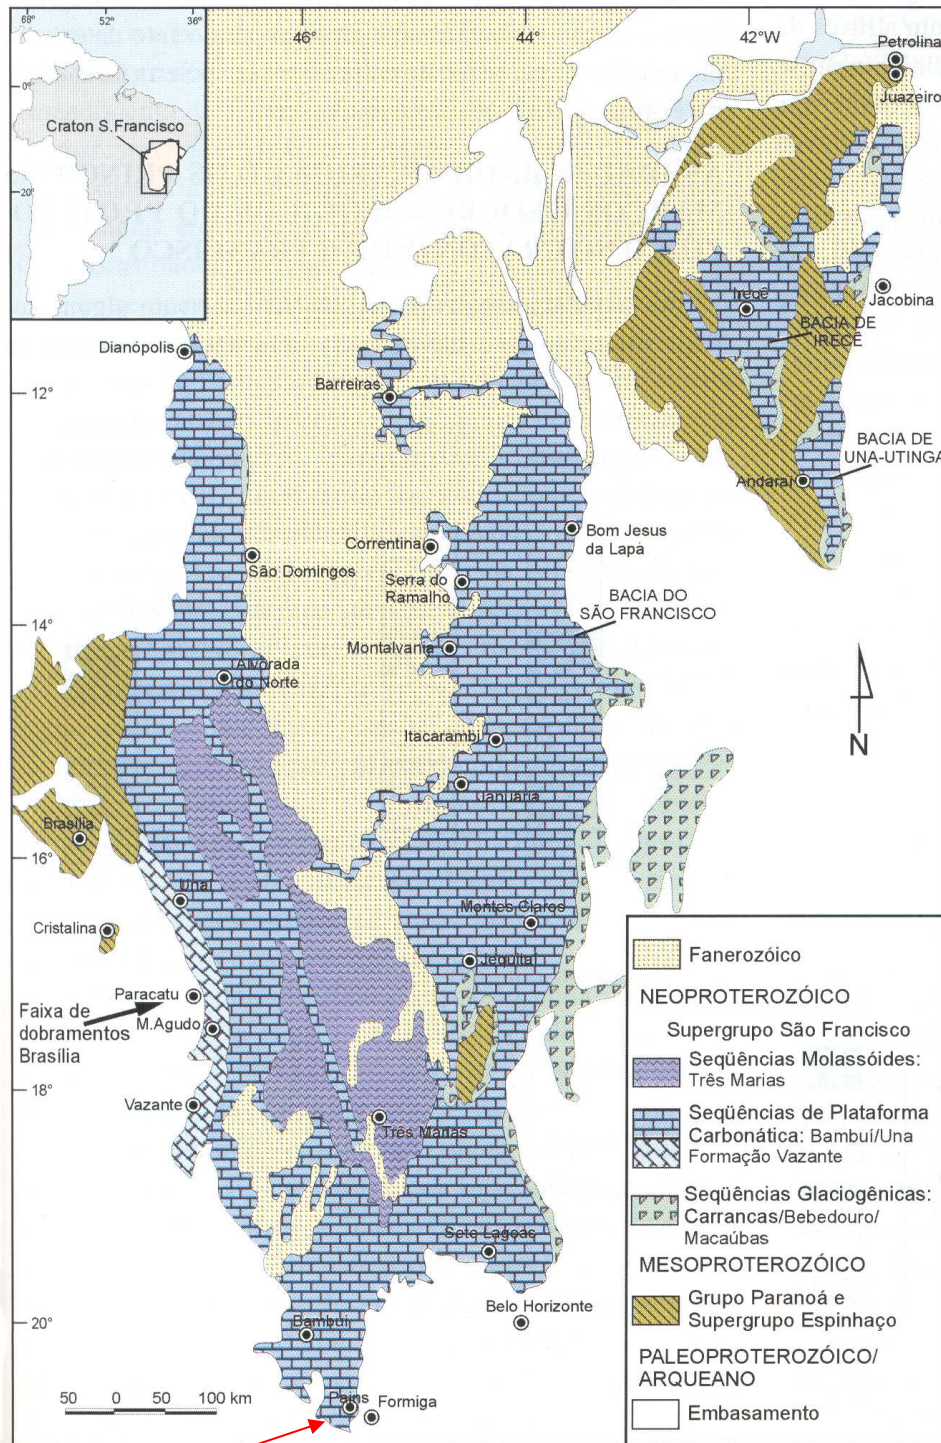 68°
52°
36°
0°
20°
Craton S.Francisco
46°
44°
42°W
Petrolina
Juazeiro
Irecê
Jacobina
BACIA DE
IRECÊ
Dianópolis
12°
Barreiras
BACIA DE
UNA-UTINGA
Andaraí
Correntina
Bom Jesus
da Lapa
São Domingos
Serra do
Ramalho
BACIA DO
SÃO FRANCISCO
14°
Montalvania
Alvorada
do Norte
Itacarambi
N
Januária
Brasília
16°
Unaí
Montes Claros
Cristalina
Jequitaí
Paracatu
Faixa de
dobramentos
Brasília
M.Agudo
18°
Vazante
Três Marias
Sete Lagoas
Belo Horizonte
20°
Bambuí
Pains
Formiga
50 0 50 100 km
Fanerozóico
NEOPROTEROZÓICO
Supergrupo São Francisco
Seqüências Molassóides:
Três Marias
Seqüências de Plataforma
Carbonática: Bambuí/Una
Formação Vazante
Seqüências Glaciogênicas:
Carrancas/Bebedouro/
Macaúbas
MESOPROTEROZÓICO
Grupo Paranoá e
Supergrupo Espinhaço
PALEOPROTEROZÓICO/
ARQUEANO
Embasamento